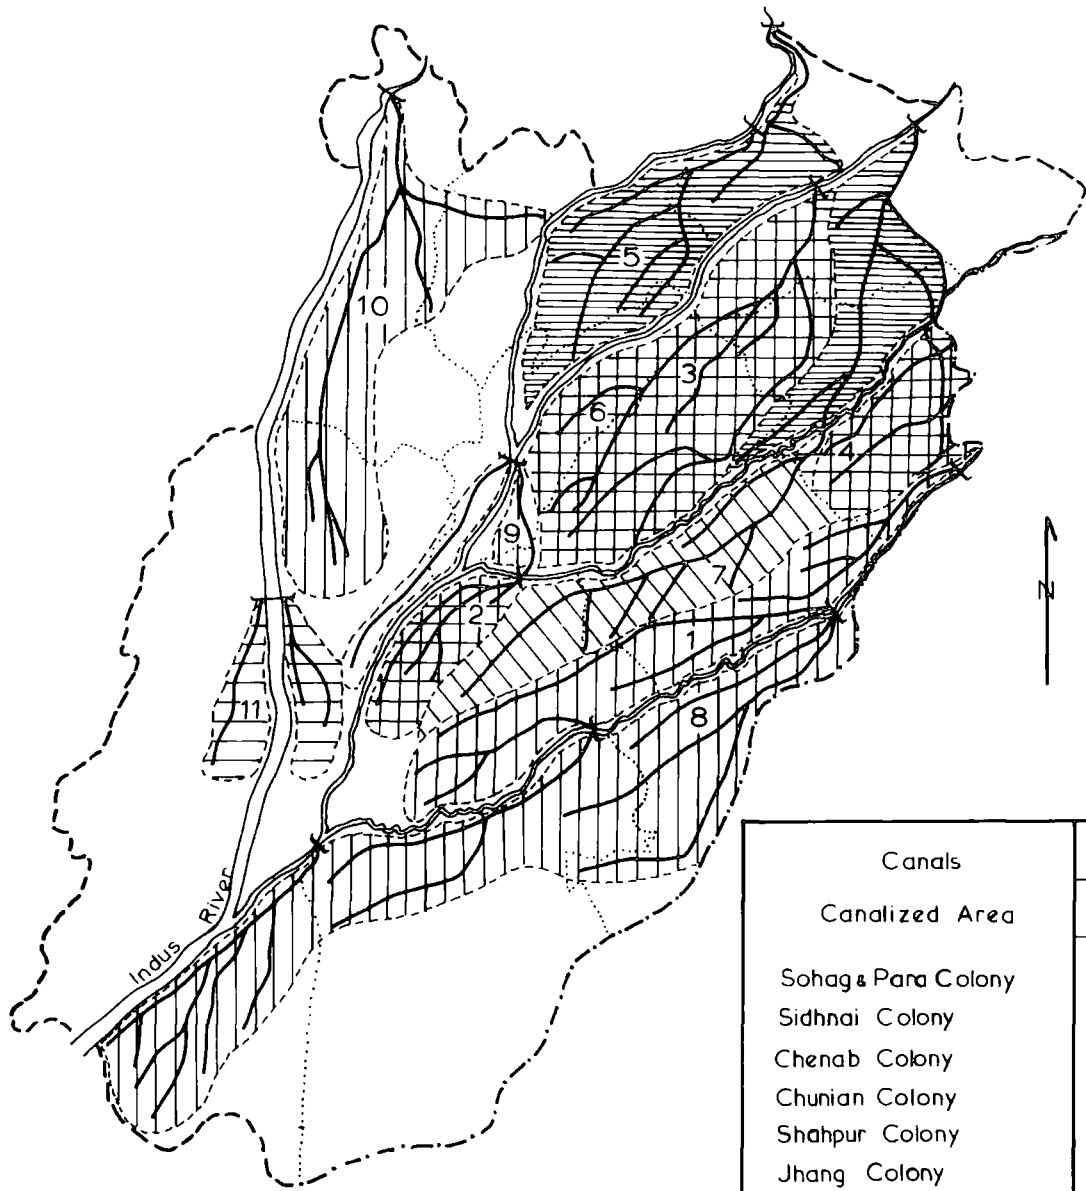 10
5
3
6
4
9
7
2
1
11
8
N
Indus River
Canals
Canalized Area
Sohag & Para Colony
Sidhnai Colony
Chenab Colony
Chunian Colony
Shahpur Colony
Jhang Colony